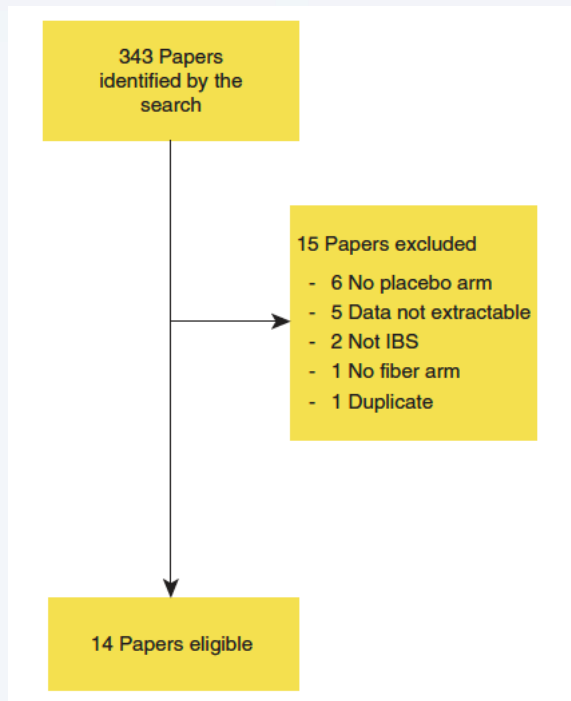 343 Papers
identified by the
search
15 Papers excluded
- 6 No placebo arm
- 5 Data not extractable
- 2 Not IBS
- 1 No fiber arm
- 1 Duplicate
14 Papers eligible